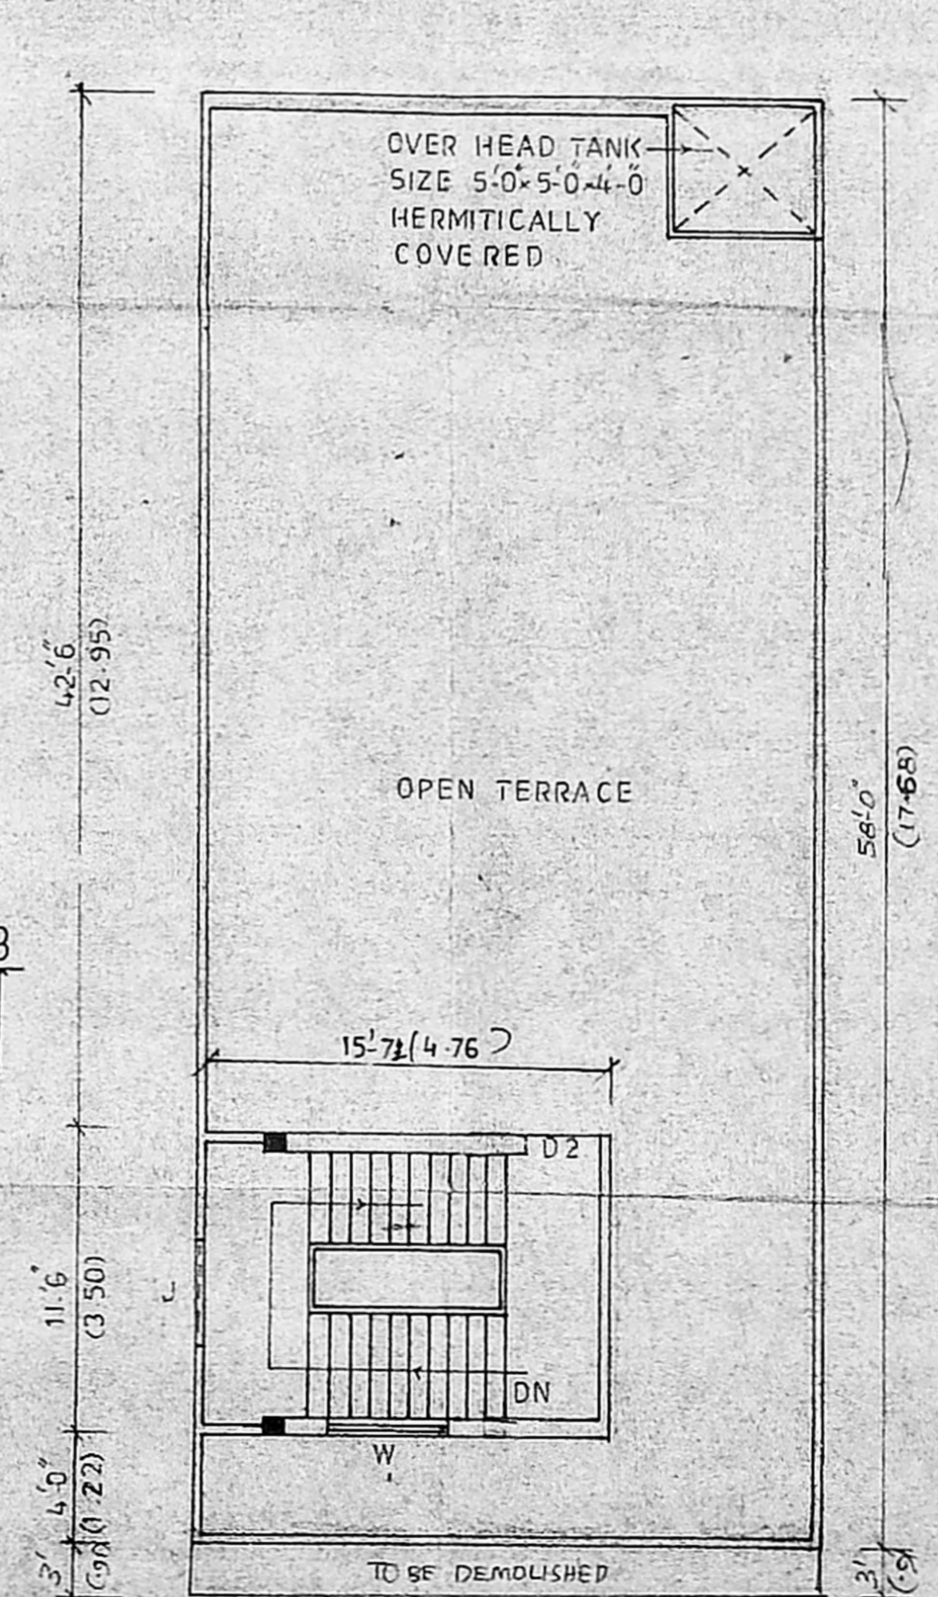 OVER HEAD TANK
SIZE 5'-0"x5'-0"x4'-0"
HERMITICALLY
COVERED
42'-6"
(12.95)
58'-0"
(17.68)
OPEN TERRACE
15'-7½(4.76)
D2
11'-6"
(3.50)
DN
W
4'-0"
(1.22)
3'
3'
TO BE DEMOLISHED